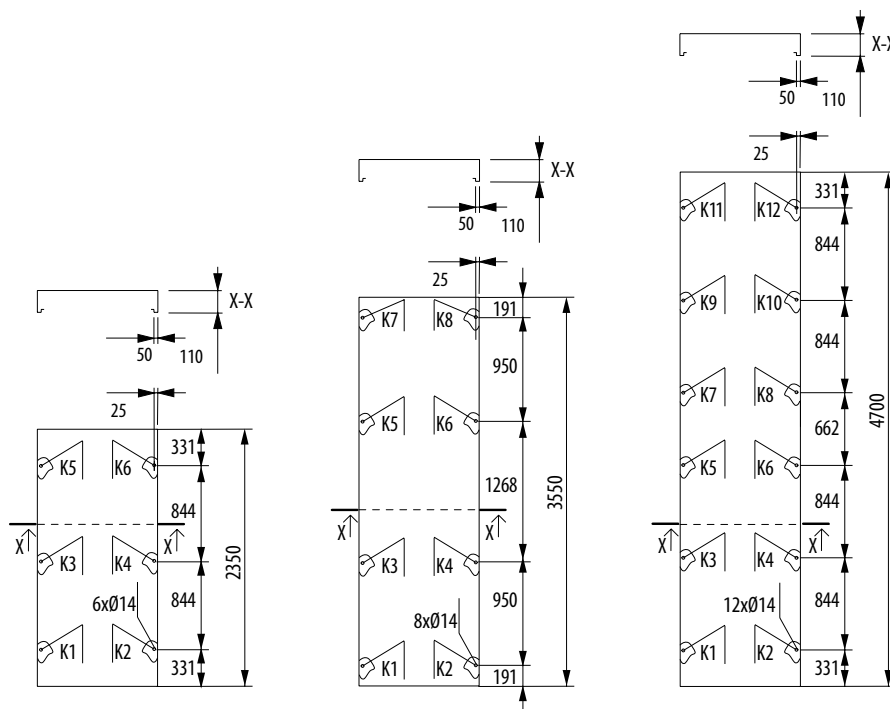 X-X
50 110
25
331
K5 K6
844
2350
X X
K3 K4
844
6xØ14
K1 K2
331
X-X
50 110
25
191
K7 K8
950
K5 K6
1268
3550
X X
K3 K4
950
8xØ14
K1 K2
191
X-X
50 110
25
331
K11 K12
844
K9 K10
844
4700
K7 K8
662
K5 K6
844
X X
K3 K4
844
12xØ14
K1 K2
331